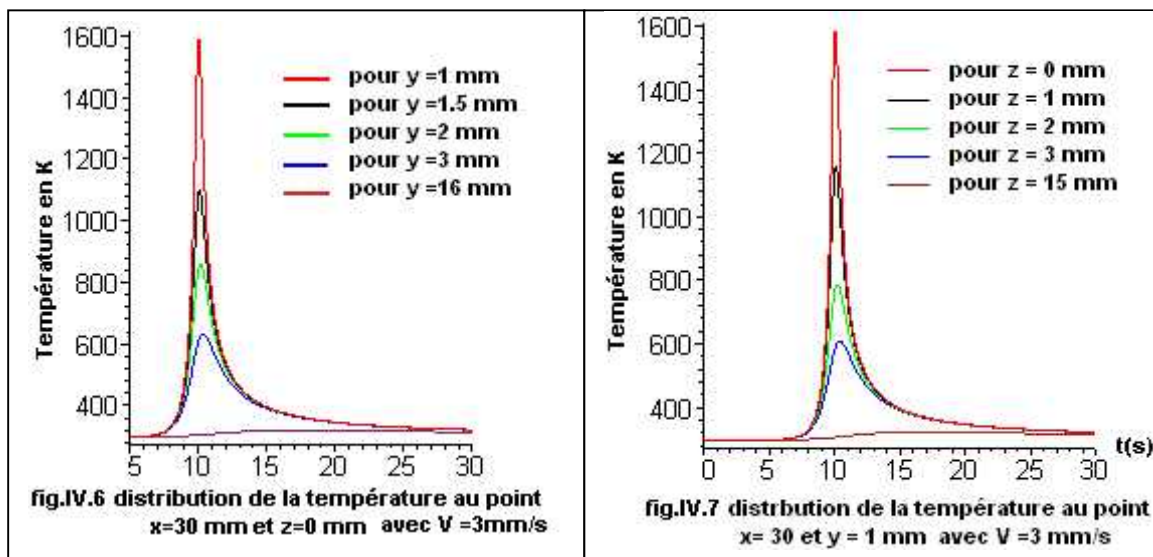 1600
1400
1200
1000
800
600
400
Température en K
pour y =1 mm
pour y =1.5 mm
pour y =2 mm
pour y =3 mm
pour y =16 mm
5 10 15 20 25 30
fig.IV.6 distribution de la température au point
x=30 mm et z=0 mm avec V =3mm/s
1600
1400
1200
1000
800
600
400
Température en K
pour z = 0 mm
pour z = 1 mm
pour z = 2 mm
pour z = 3 mm
pour z = 15 mm
0 5 10 15 20 25 30
t(s)
fig.IV.7 distrbution de la température au point
x= 30 et y = 1 mm avec V =3 mm/s